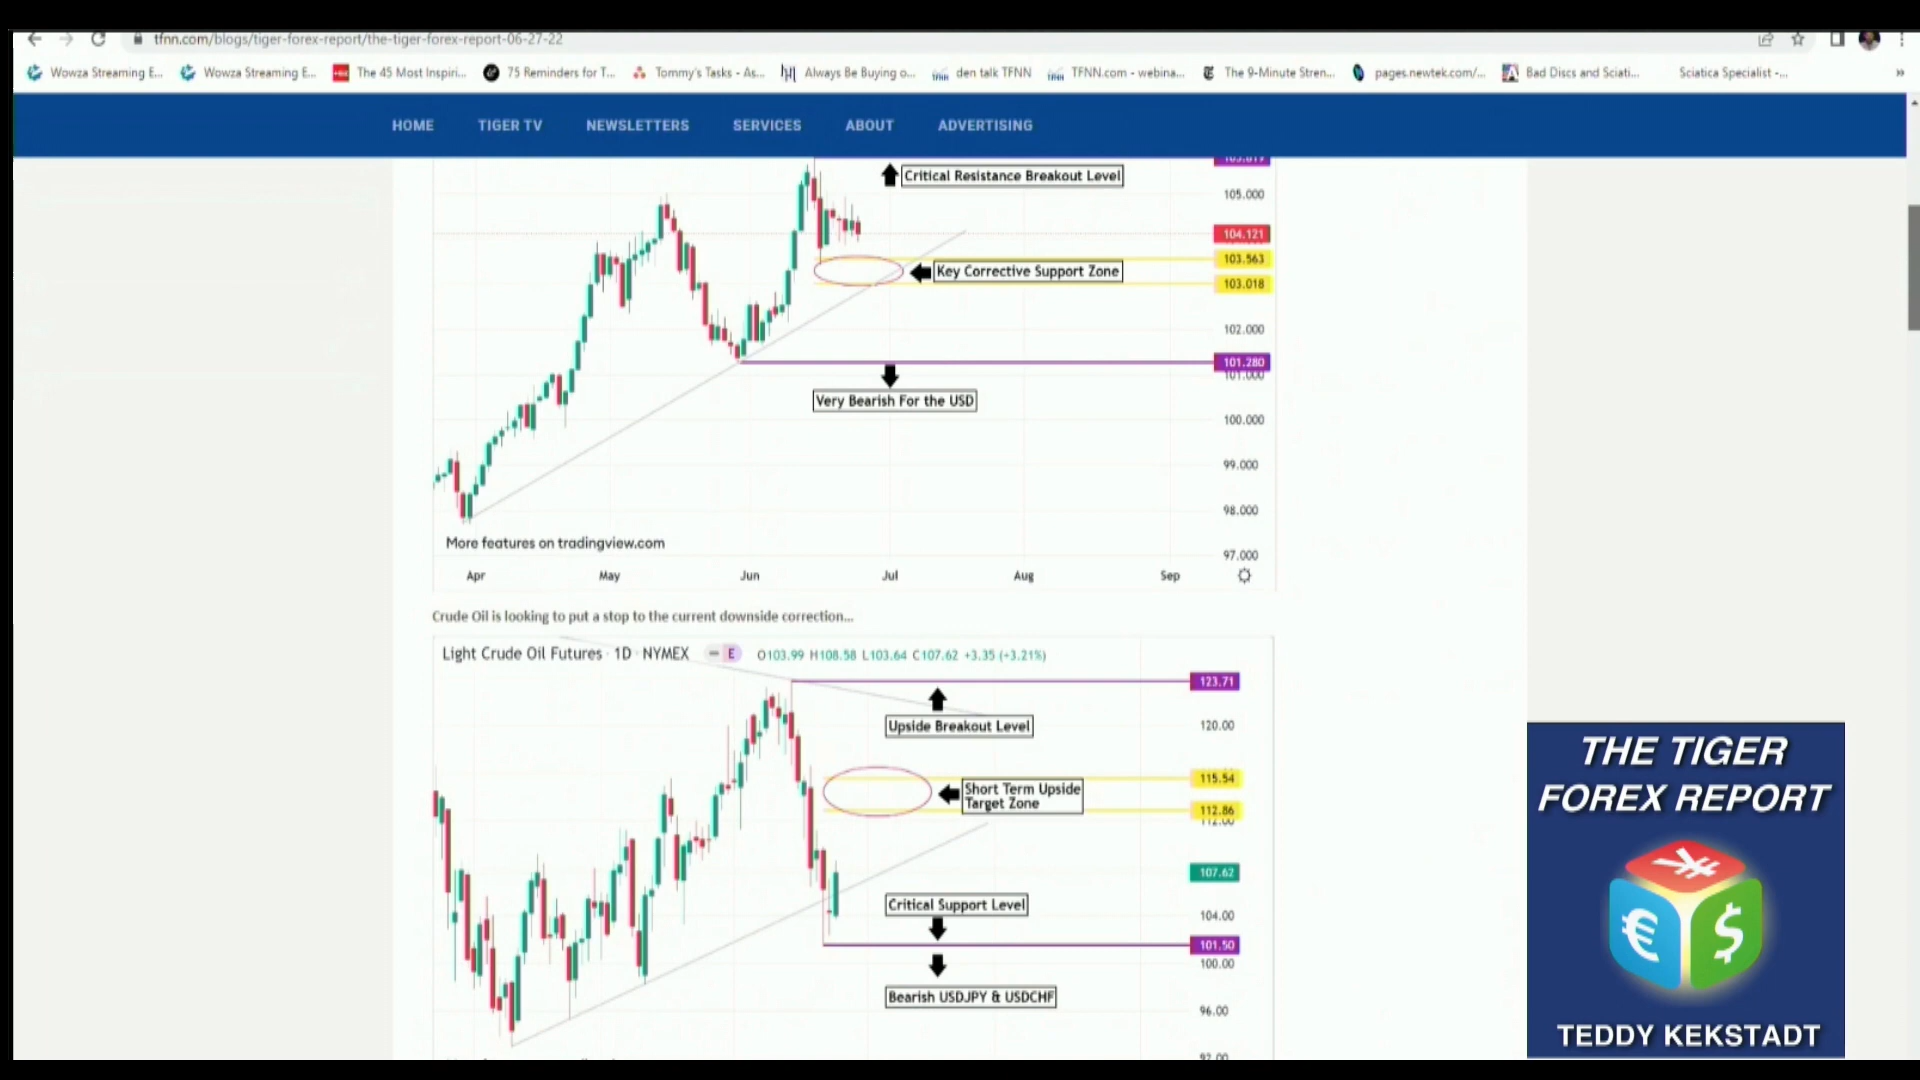 tfnn.com/blogs/tiger-forex-report/the-tiger-forex-report-06-27-22
Wowza Streaming E... Wowza Streaming E... The 45 Most Inspiri... 75 Reminders for T... Tommy's Tasks - As... Always Be Buying o... den talk TFNN TFNN.com - webina... The 9-Minute Stren... pages.newtek.com/... Bad Discs and Sciati... Sciatica Specialist -... »
HOME TIGER TV NEWSLETTERS SERVICES ABOUT ADVERTISING
Critical Resistance Breakout Level
105.000
104.121
103.563
Key Corrective Support Zone
103.018
102.000
101.280
101.000
Very Bearish For the USD
100.000
99.000
98.000
More features on tradingview.com
97.000
Apr May Jun Jul Aug Sep
Crude Oil is looking to put a stop to the current downside correction...
Light Crude Oil Futures · 1D · NYMEX E O103.99 H108.58 L103.64 C107.62 +3.35 (+3.21%)
123.71
Upside Breakout Level
120.00
115.54
Short Term Upside
Target Zone
112.86
112.00
107.62
Critical Support Level
104.00
101.50
100.00
Bearish USDJPY & USDCHF
96.00
92.00
THE TIGER
FOREX REPORT
¥
€ $
TEDDY KEKSTADT